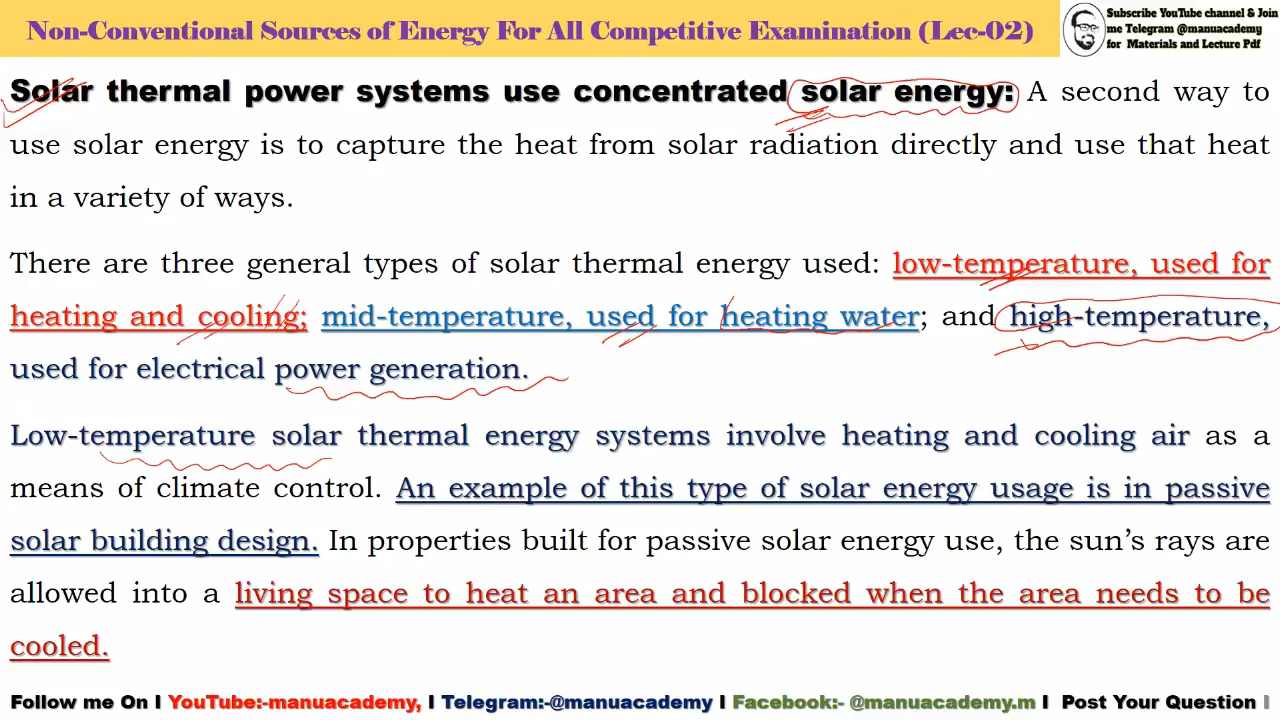 Non-Conventional Sources of Energy For All Competitive Examination (Lec-02)
Subscribe YouTube channel & Join
me Telegram @manuacademy
for Materials and Lecture Pdf
Solar thermal power systems use concentrated solar energy: A second way to
use solar energy is to capture the heat from solar radiation directly and use that heat
in a variety of ways.
There are three general types of solar thermal energy used: low-temperature, used for
heating and cooling; mid-temperature, used for heating water; and high-temperature,
used for electrical power generation.
Low-temperature solar thermal energy systems involve heating and cooling air as a
means of climate control. An example of this type of solar energy usage is in passive
solar building design. In properties built for passive solar energy use, the sun’s rays are
allowed into a living space to heat an area and blocked when the area needs to be
cooled.
Follow me On I YouTube:-manuacademy, I Telegram:-@manuacademy I Facebook:- @manuacademy.m I Post Your Question I